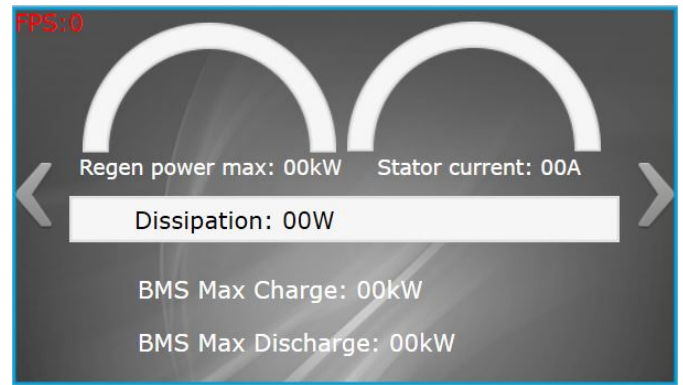 FPS:0
Regen power max: 00kW Stator current: 00A
Dissipation: 00W
BMS Max Charge: 00kW
BMS Max Discharge: 00kW